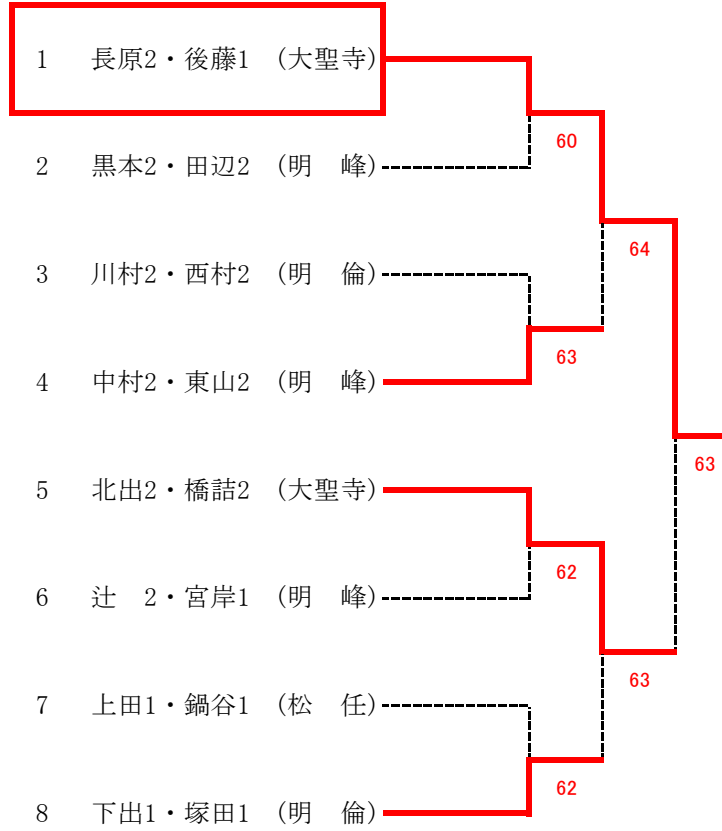 1 長原2・後藤1 (大聖寺)
60
2 黒本2・田辺2 (明 峰)
64
3 川村2・西村2 (明 倫)
63
4 中村2・東山2 (明 峰)
63
5 北出2・橋詰2 (大聖寺)
62
6 辻 2・宮岸1 (明 峰)
63
7 上田1・鍋谷1 (松 任)
62
8 下出1・塚田1 (明 倫)